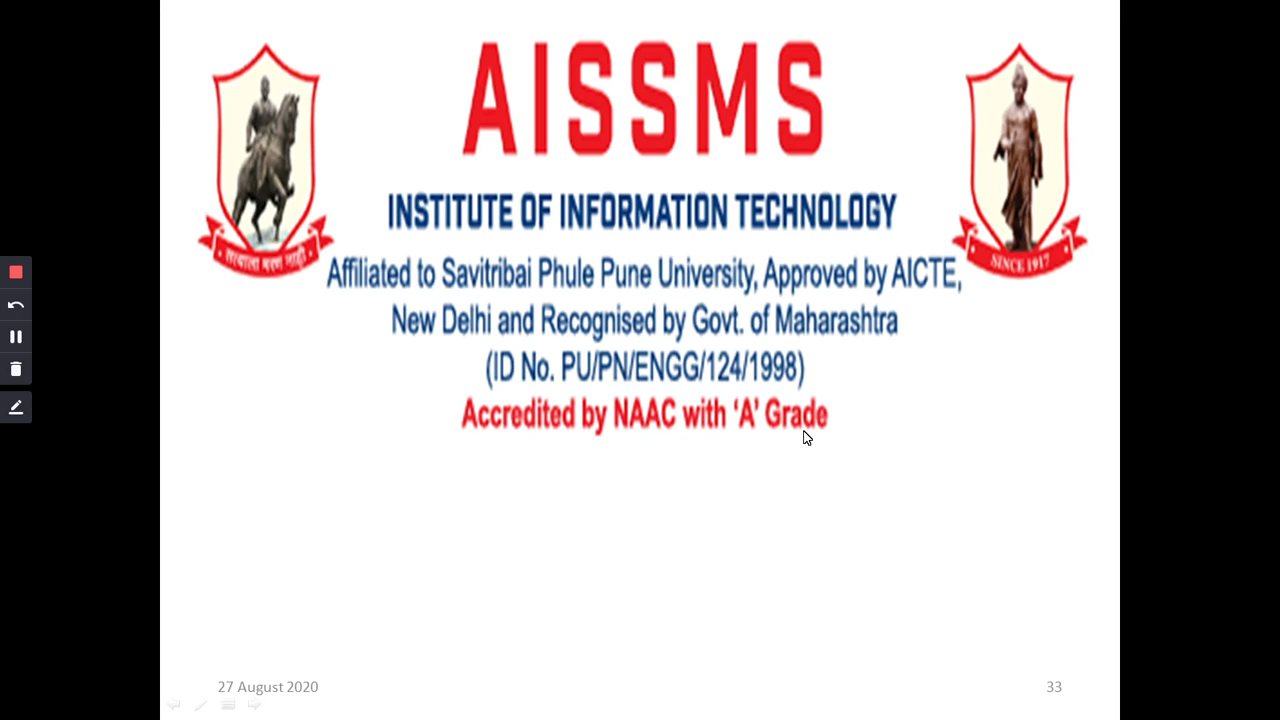 AISSMS
INSTITUTE OF INFORMATION TECHNOLOGY
सत्वाला मरण नाही
SINCE 1917
Affiliated to Savitribai Phule Pune University, Approved by AICTE,
New Delhi and Recognised by Govt. of Maharashtra
(ID No. PU/PN/ENGG/124/1998)
Accredited by NAAC with ‘A’ Grade
27 August 2020
33